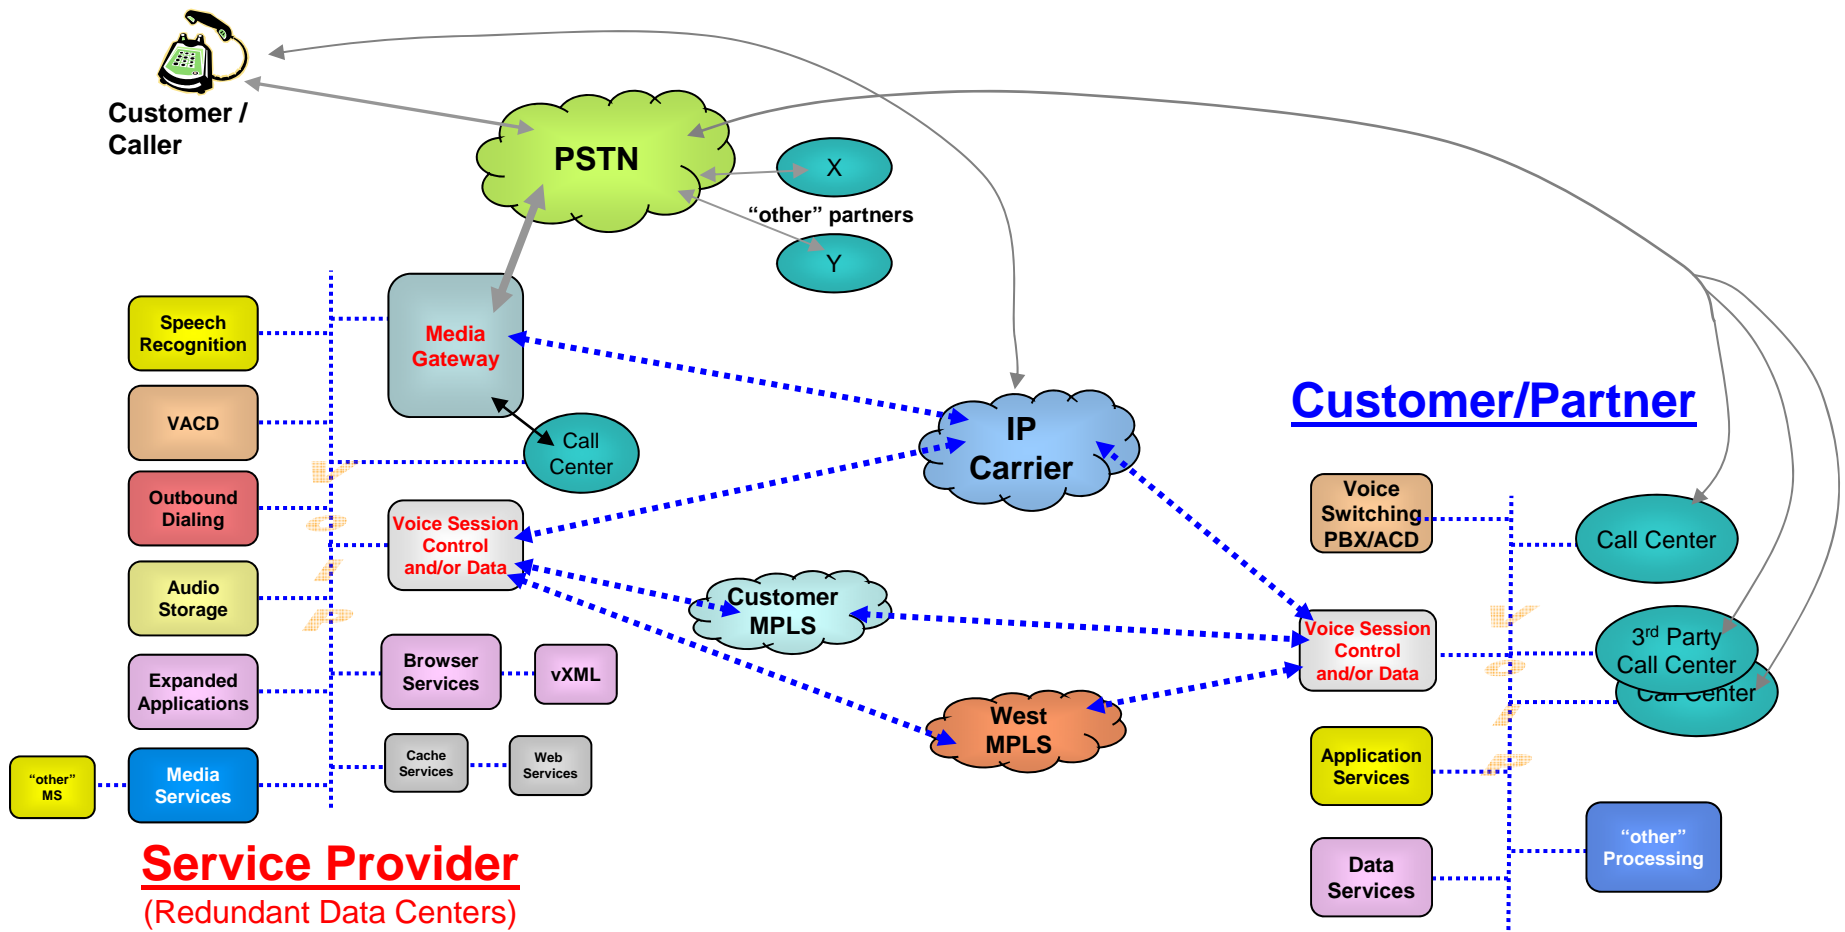 Customer /
Caller
PSTN
X
“other” partners
Y
Speech
Recognition
VACD
Outbound
Dialing
Audio
Storage
Expanded
Applications
“other”
MS
Media
Services
V
o
I
P
Media
Gateway
Call
Center
Voice Session
Control
and/or Data
Browser
Services
vXML
Cache
Services
Web
Services
Service Provider
(Redundant Data Centers)
IP
Carrier
Customer
MPLS
West
MPLS
Customer/Partner
Voice
Switching
PBX/ACD
Call Center
Voice Session
Control
and/or Data
3rd Party
Call Center
Call Center
V
o
I
P
Application
Services
Data
Services
“other”
Processing